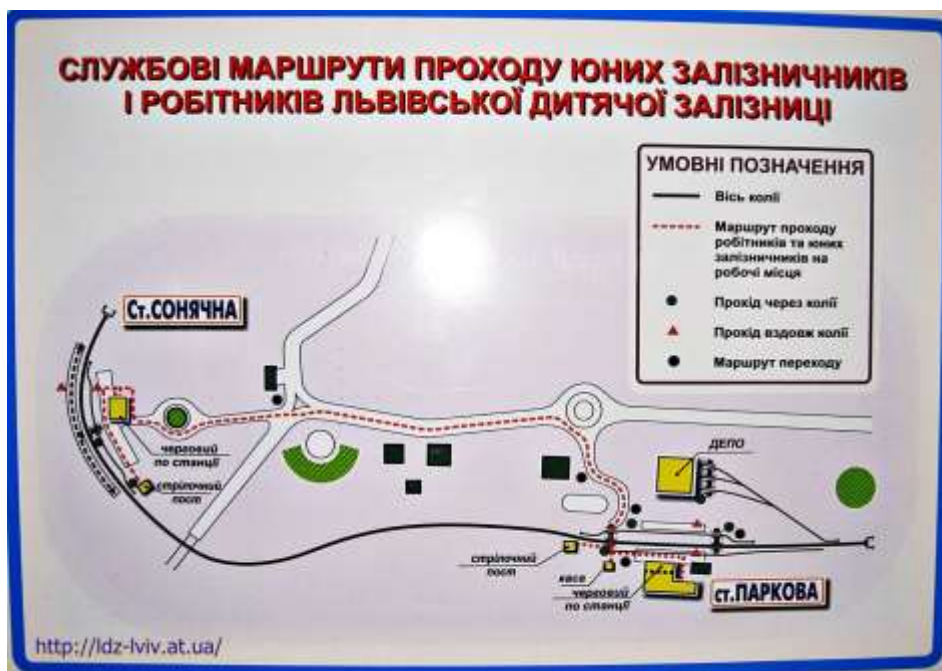 СЛУЖБОВІ МАРШРУТИ ПРОХОДУ ЮНИХ ЗАЛІЗНИЧНИКІВ
І РОБІТНИКІВ ЛЬВІВСЬКОЇ ДИТЯЧОЇ ЗАЛІЗНИЦІ
УМОВНІ ПОЗНАЧЕННЯ
Вісь колії
Маршрут проходу
робітників та юних
залізничників на
робочі місця
Прохід через колії
Прохід вздовж колії
Маршрут переходу
Ст.СОНЯЧНА
черговий
по станції
стрілочний
пост
ДЕПО
стрілочний
пост
каса
черговий
по станції
ст.ПАРКОВА
http://ldz-lviv.at.ua/